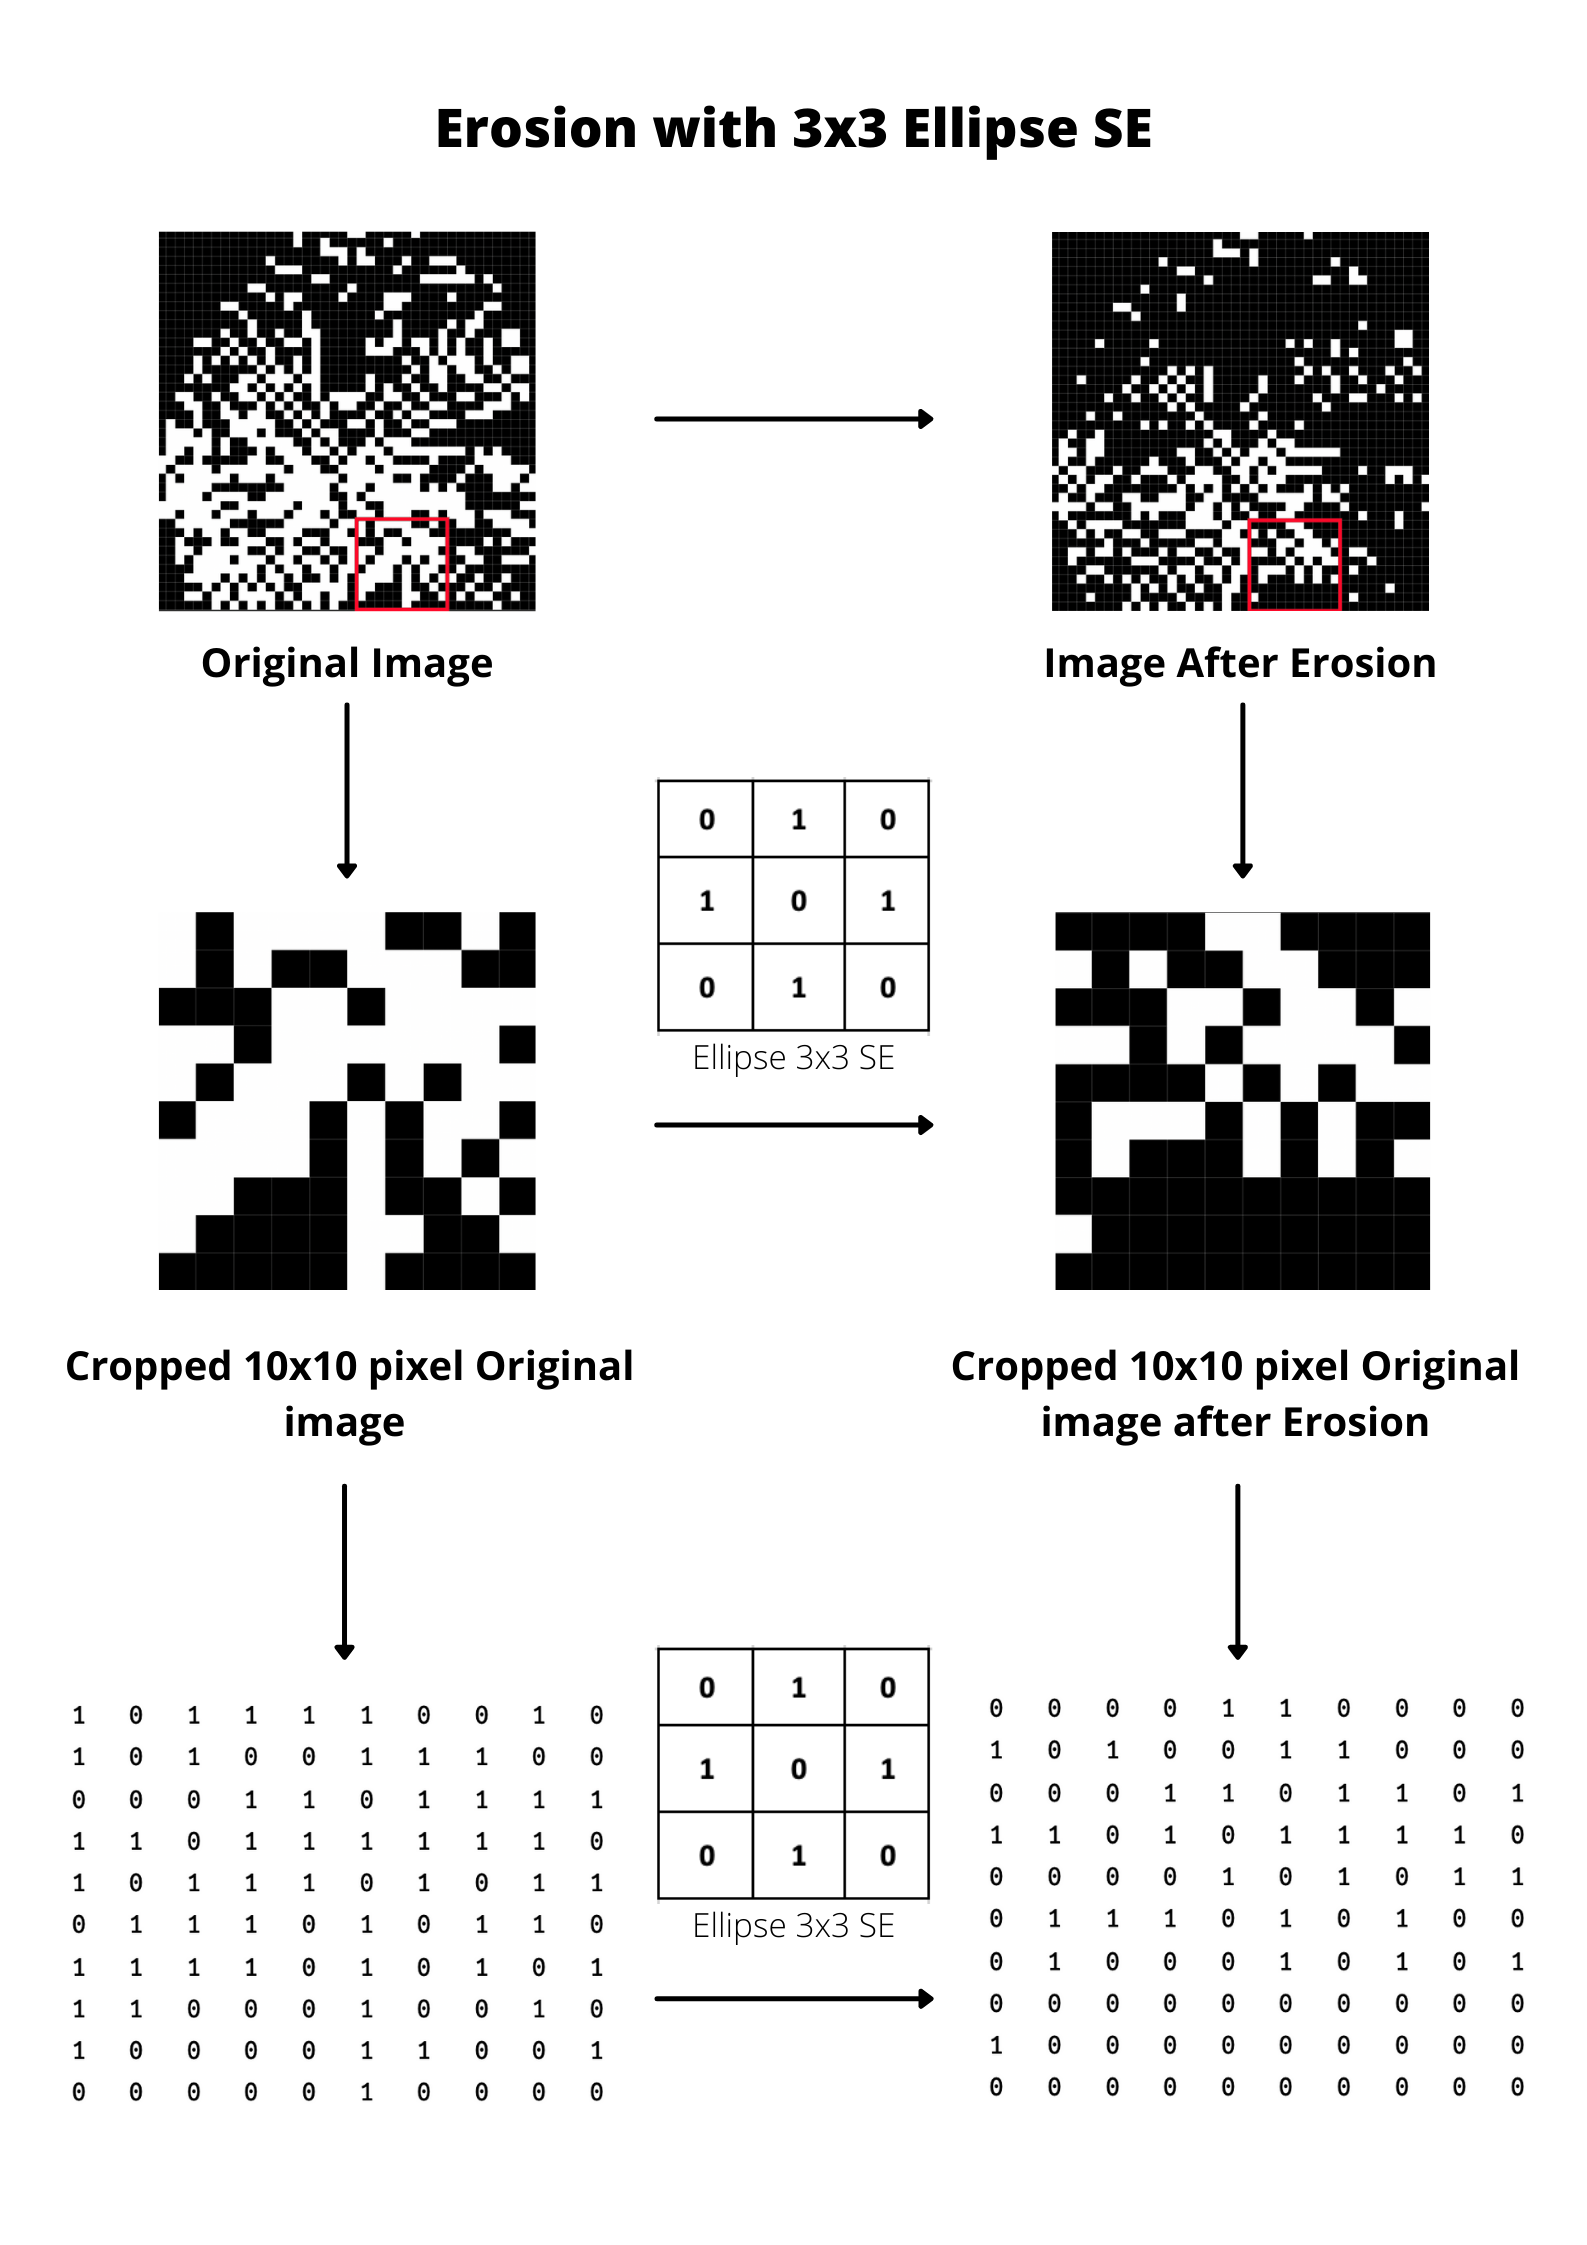 Erosion with 3x3 Ellipse SE
Original Image
Image After Erosion
0 1 0
1 0 1
0 1 0
Ellipse 3x3 SE
Cropped 10x10 pixel Original
image
Cropped 10x10 pixel Original
image after Erosion
1 0 1 1 1 1 0 0 1 0
1 0 1 0 0 1 1 1 0 0
0 0 0 1 1 0 1 1 1 1
1 1 0 1 1 1 1 1 1 0
1 0 1 1 1 0 1 0 1 1
0 1 1 1 0 1 0 1 1 0
1 1 1 1 0 1 0 1 0 1
1 1 0 0 0 1 0 0 1 0
1 0 0 0 0 1 1 0 0 1
0 0 0 0 0 1 0 0 0 0
0 1 0
1 0 1
0 1 0
Ellipse 3x3 SE
0 0 0 0 1 1 0 0 0 0
1 0 1 0 0 1 1 0 0 0
0 0 0 1 1 0 1 1 0 1
1 1 0 1 0 1 1 1 1 0
0 0 0 0 1 0 1 0 1 1
0 1 1 1 0 1 0 1 0 0
0 1 0 0 0 1 0 1 0 1
0 0 0 0 0 0 0 0 0 0
1 0 0 0 0 0 0 0 0 0
0 0 0 0 0 0 0 0 0 0